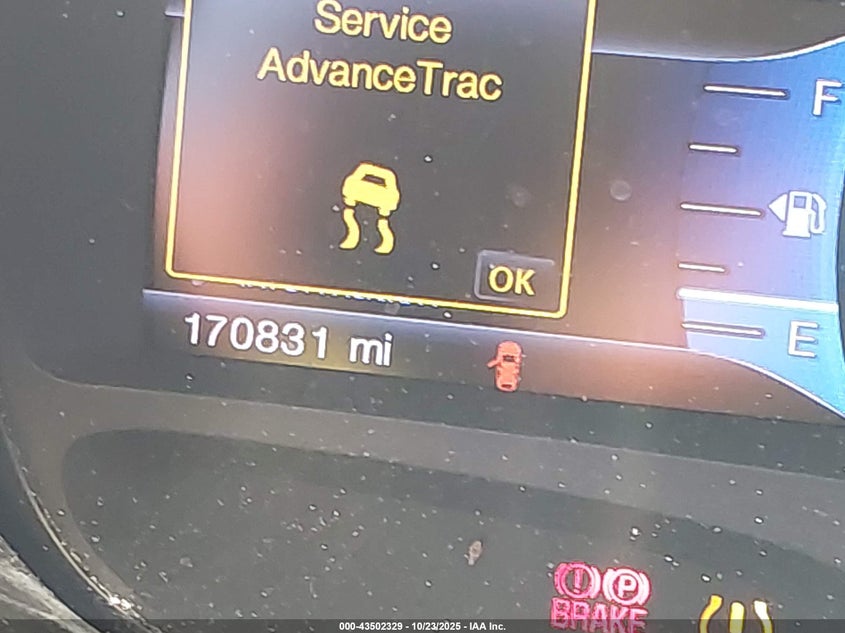 Service
AdvanceTrac
F
OK
E
170831 mi
P
BRAKE
000-43502329 - 10/23/2025 - IAA Inc.